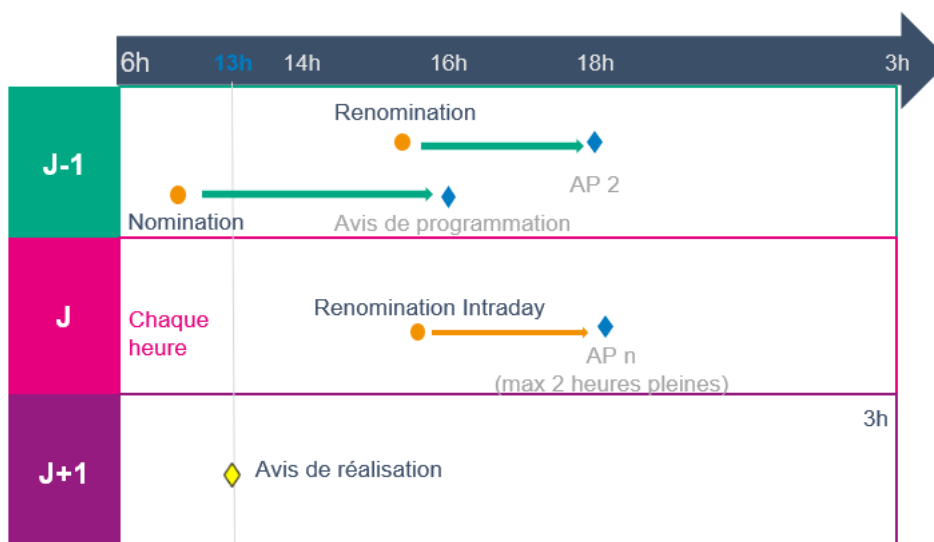 6h 13h 14h 16h 18h 3h
J-1
Renomination
AP 2
Nomination
Avis de programmation
J
Chaque
heure
Renomination Intraday
AP n
(max 2 heures pleines)
3h
J+1
Avis de réalisation